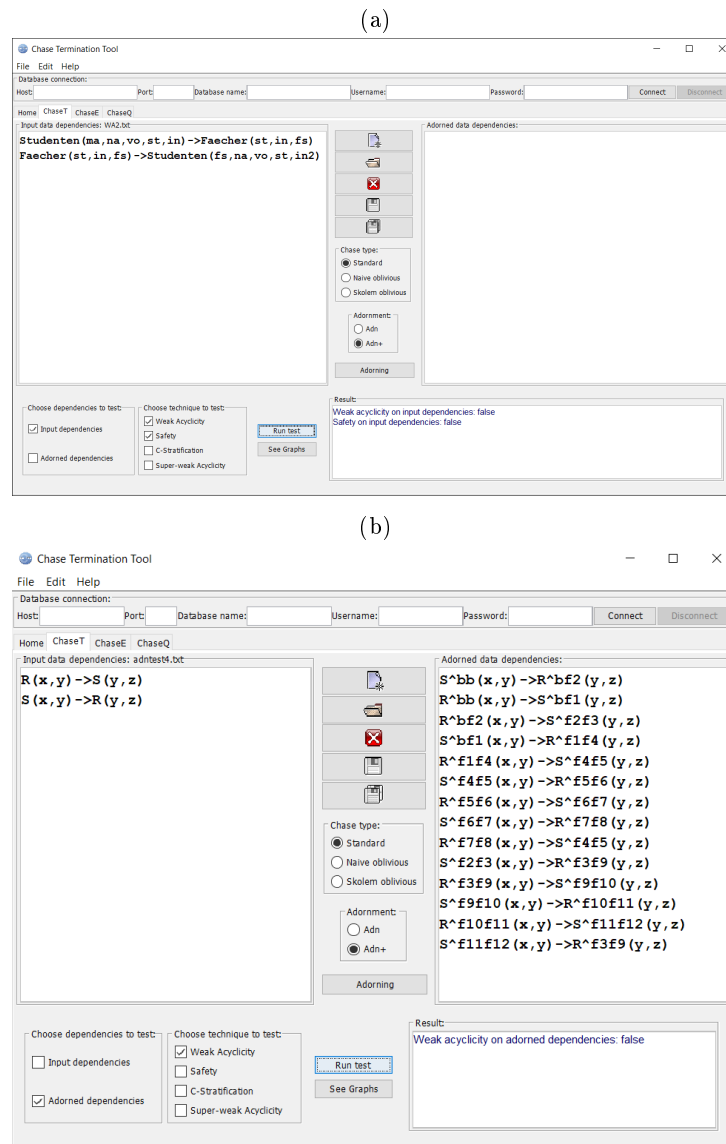 (a)
Chase Termination Tool
File Edit Help
Database connection:
Host: Port: Database name: Username: Password: Connect Disconnect
Home ChaseT ChaseE ChaseQ
Input data dependencies: WA2.txt
Adorned data dependencies:
Studenten(ma,na,vo,st,in)->Faecher(st,in,fs)
Faecher(st,in,fs)->Studenten(fs,na,vo,st,in2)
Chase type:
Standard
Naive oblivious
Skolem oblivious
Adornment:
Adn
Adn+
Adorning
Choose dependencies to test:
Input dependencies
Adorned dependencies
Choose technique to test:
Weak Acyclicity
Safety
C-Stratification
Super-weak Acyclicity
Run test
See Graphs
Result:
Weak acyclicity on input dependencies: false
Safety on input dependencies: false
(b)
Chase Termination Tool
File Edit Help
Database connection:
Host: Port: Database name: Username: Password: Connect Disconnect
Home ChaseT ChaseE ChaseQ
Input data dependencies: adntest4.txt
R(x,y)->S(y,z)
S(x,y)->R(y,z)
Chase type:
Standard
Naive oblivious
Skolem oblivious
Adornment:
Adn
Adn+
Adorning
Adorned data dependencies:
S^bb(x,y)->R^bf2(y,z)
R^bb(x,y)->S^bf1(y,z)
R^bf2(x,y)->S^f2f3(y,z)
S^bf1(x,y)->R^f1f4(y,z)
R^f1f4(x,y)->S^f4f5(y,z)
S^f4f5(x,y)->R^f5f6(y,z)
R^f5f6(x,y)->S^f6f7(y,z)
S^f6f7(x,y)->R^f7f8(y,z)
R^f7f8(x,y)->S^f4f5(y,z)
S^f2f3(x,y)->R^f3f9(y,z)
R^f3f9(x,y)->S^f9f10(y,z)
S^f9f10(x,y)->R^f10f11(y,z)
R^f10f11(x,y)->S^f11f12(y,z)
S^f11f12(x,y)->R^f3f9(y,z)
Choose dependencies to test:
Input dependencies
Adorned dependencies
Choose technique to test:
Weak Acyclicity
Safety
C-Stratification
Super-weak Acyclicity
Run test
See Graphs
Result:
Weak acyclicity on adorned dependencies: false